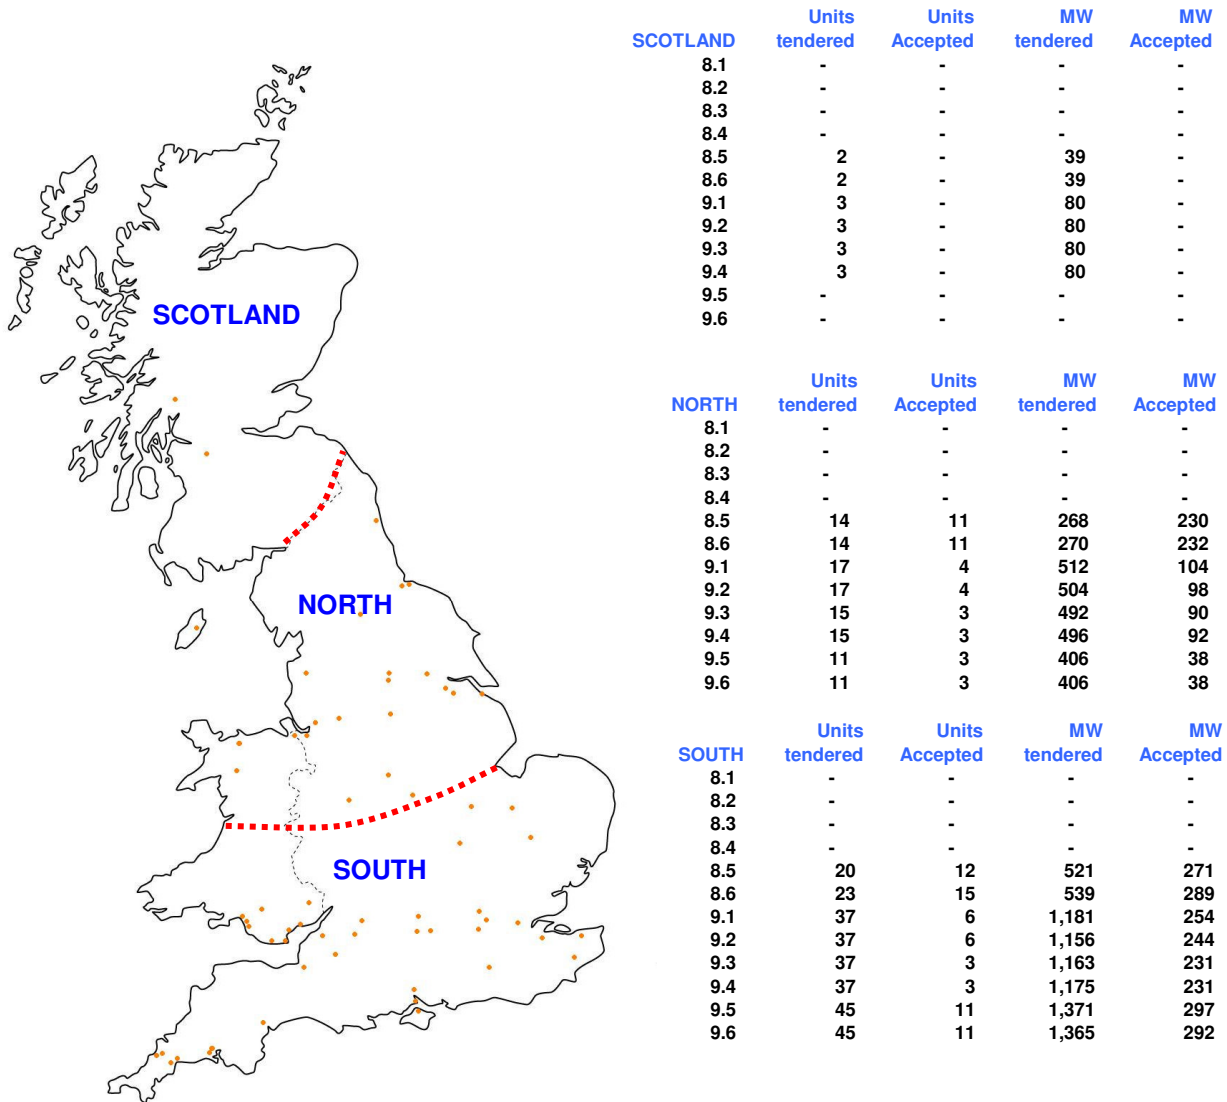 Units Units MW MW
SCOTLAND tendered Accepted tendered Accepted
8.1 - - - -
8.2 - - - -
8.3 - - - -
8.4 - - - -
8.5 2 - 39 -
8.6 2 - 39 -
9.1 3 - 80 -
9.2 3 - 80 -
9.3 3 - 80 -
9.4 3 - 80 -
9.5 - - - -
9.6 - - - -
SCOTLAND
Units Units MW MW
NORTH tendered Accepted tendered Accepted
8.1 - - - -
8.2 - - - -
8.3 - - - -
8.4 - - - -
8.5 14 11 268 230
8.6 14 11 270 232
9.1 17 4 512 104
9.2 17 4 504 98
9.3 15 3 492 90
9.4 15 3 496 92
9.5 11 3 406 38
9.6 11 3 406 38
NORTH
Units Units MW MW
SOUTH tendered Accepted tendered Accepted
8.1 - - - -
8.2 - - - -
8.3 - - - -
8.4 - - - -
8.5 20 12 521 271
8.6 23 15 539 289
9.1 37 6 1,181 254
9.2 37 6 1,156 244
9.3 37 3 1,163 231
9.4 37 3 1,175 231
9.5 45 11 1,371 297
9.6 45 11 1,365 292
SOUTH